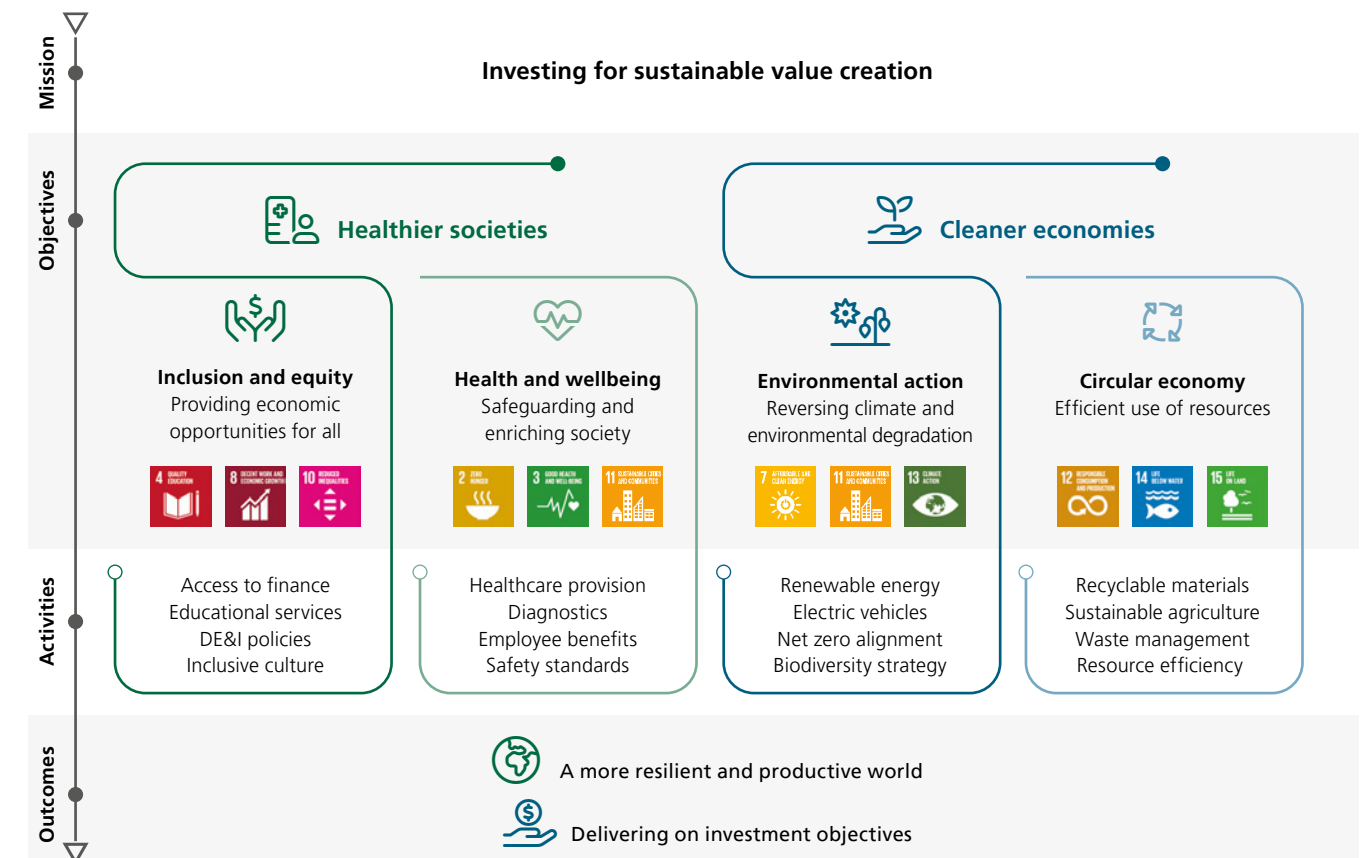 Mission
Investing for sustainable value creation
Objectives
Healthier societies
Cleaner economies
Inclusion and equity
Providing economic
opportunities for all
4 QUALITY
EDUCATION
8 DECENT WORK AND
ECONOMIC GROWTH
10 REDUCED
INEQUALITIES
Health and wellbeing
Safeguarding and
enriching society
2 ZERO
HUNGER
3 GOOD HEALTH
AND WELL-BEING
11 SUSTAINABLE CITIES
AND COMMUNITIES
Environmental action
Reversing climate and
environmental degradation
7 AFFORDABLE AND
CLEAN ENERGY
11 SUSTAINABLE CITIES
AND COMMUNITIES
13 CLIMATE
ACTION
Circular economy
Efficient use of resources
12 RESPONSIBLE
CONSUMPTION
AND PRODUCTION
14 LIFE
BELOW WATER
15 LIFE
ON LAND
Activities
Access to finance
Educational services
DE&I policies
Inclusive culture
Healthcare provision
Diagnostics
Employee benefits
Safety standards
Renewable energy
Electric vehicles
Net zero alignment
Biodiversity strategy
Recyclable materials
Sustainable agriculture
Waste management
Resource efficiency
Outcomes
A more resilient and productive world
Delivering on investment objectives